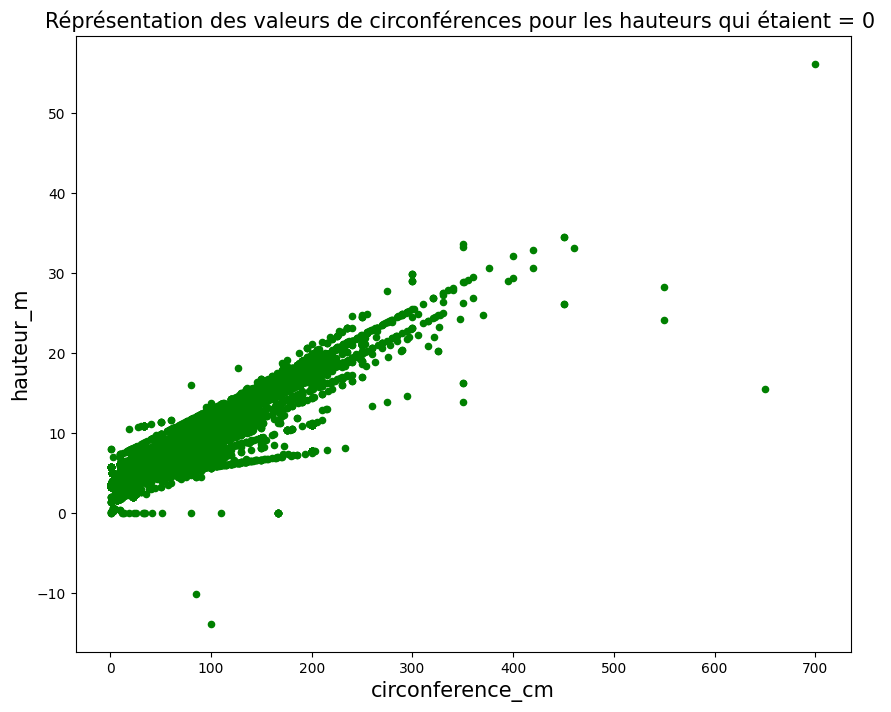 Réprésentation des valeurs de circonférences pour les hauteurs qui étaient = 0
hauteur_m
50
40
30
20
10
0
−10
0 100 200 300 400 500 600 700
circonference_cm